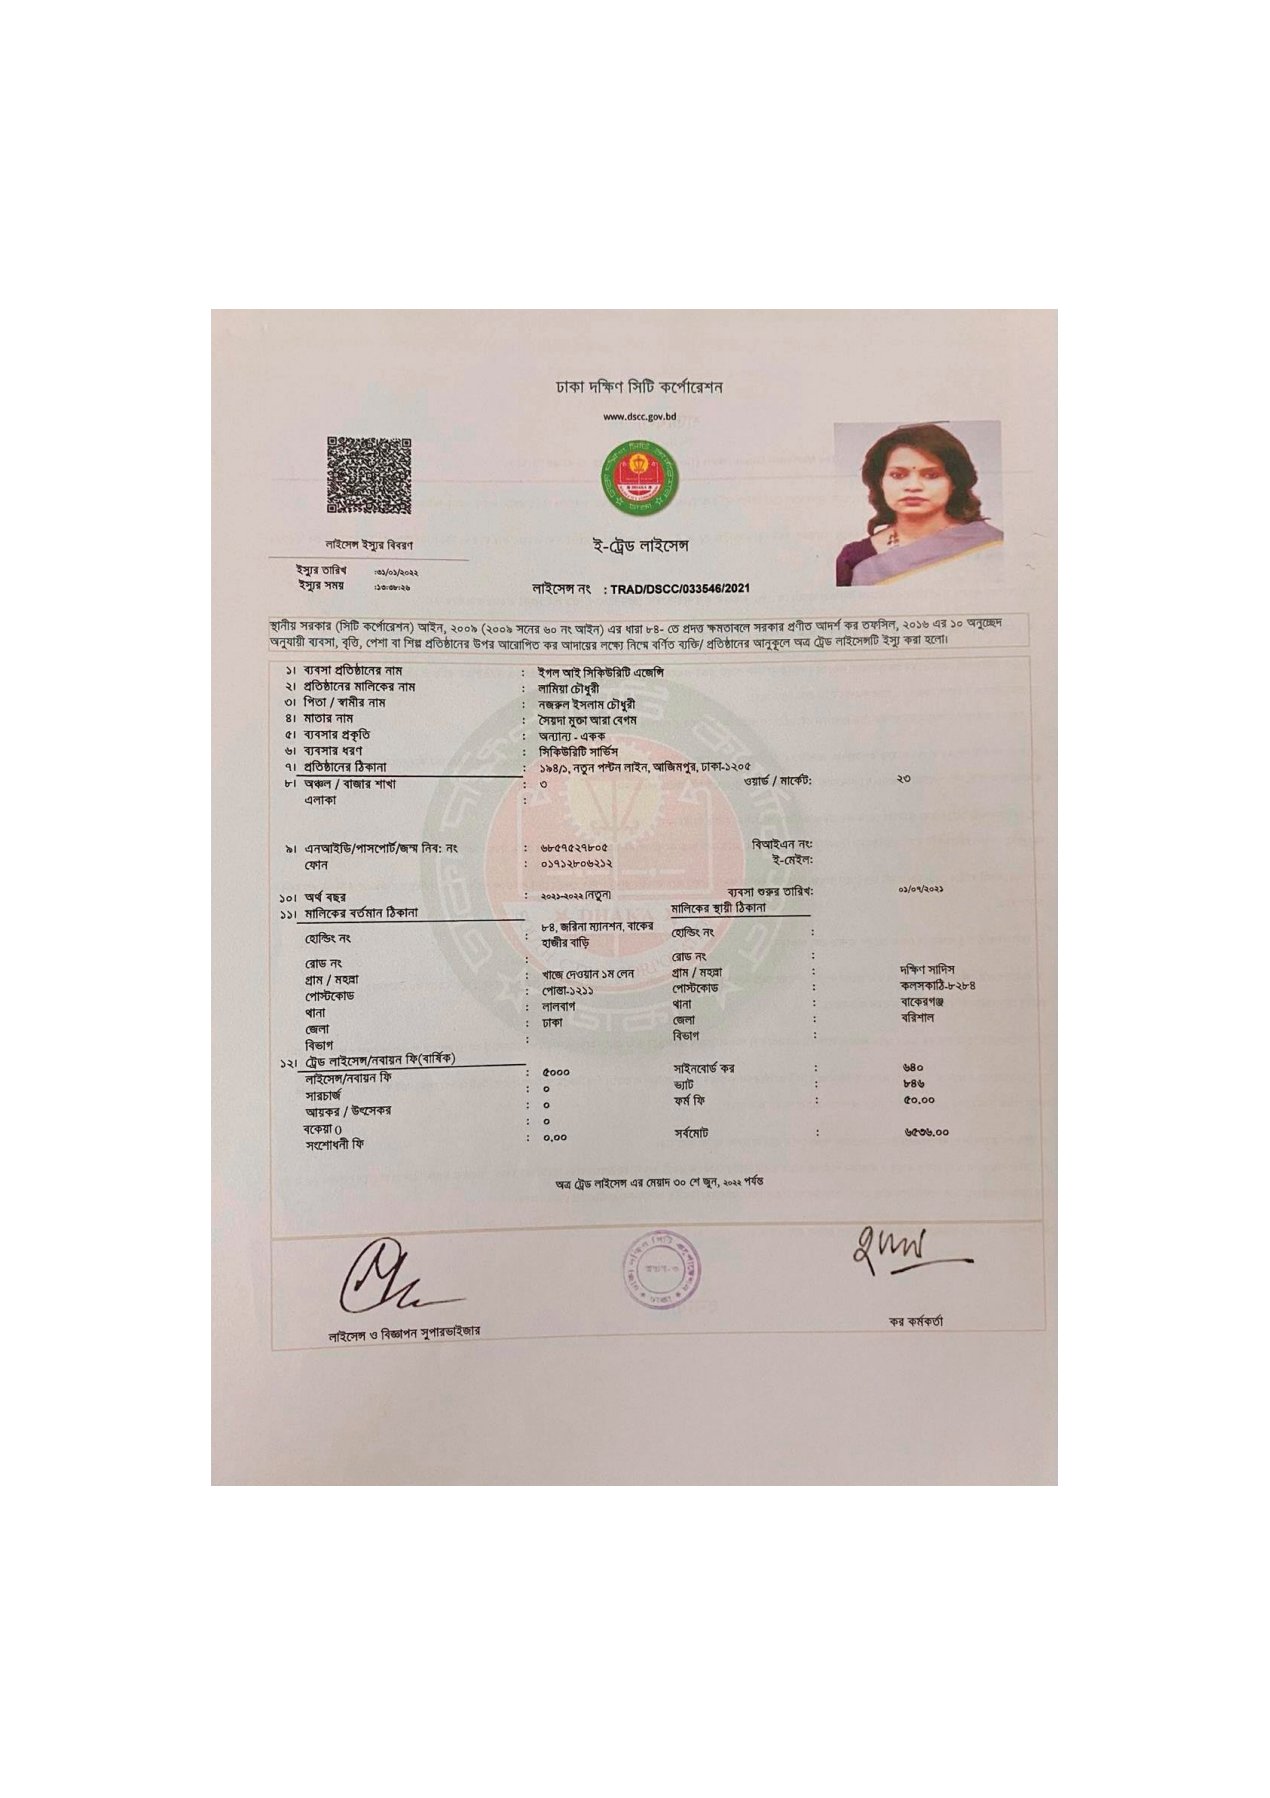 ঢাকা দক্ষিণ সিটি কর্পোরেশন
www.dscc.gov.bd
লাইসেন্স ইস্যুর বিবরণ
ই-ট্রেড লাইসেন্স
ইস্যুর তারিখ :৩১/০১/২০২২
ইস্যুর সময় :১৩:৩৮:২৬
লাইসেন্স নং : TRAD/DSCC/033546/2021
স্থানীয় সরকার (সিটি কর্পোরেশন) আইন, ২০০৯ (২০০৯ সনের ৬০ নং আইন) এর ধারা ৮৪- তে প্রদত্ত ক্ষমতাবলে সরকার প্রণীত আদর্শ কর তফসিল, ২০১৬ এর ১০ অনুচ্ছেদ
অনুযায়ী ব্যবসা, বৃত্তি, পেশা বা শিল্প প্রতিষ্ঠানের উপর আরোপিত কর আদায়ের লক্ষ্যে নিম্মে বর্ণিত ব্যক্তি/ প্রতিষ্ঠানের অনুকূলে অত্র ট্রেড লাইসেন্সটি ইস্যু করা হলো।
১। ব্যবসা প্রতিষ্ঠানের নাম : ইগল আই সিকিউরিটি এজেন্সি
২। প্রতিষ্ঠানের মালিকের নাম : লামিয়া চৌধুরী
৩। পিতা / স্বামীর নাম : নজরুল ইসলাম চৌধুরী
৪। মাতার নাম : সৈয়দা মুক্তা আরা বেগম
৫। ব্যবসার প্রকৃতি : অন্যান্য - একক
৬। ব্যবসার ধরণ : সিকিউরিটি সার্ভিস
৭। প্রতিষ্ঠানের ঠিকানা : ১৯৪/১, নতুন পল্টন লাইন, আজিমপুর, ঢাকা-১২০৫
৮। অঞ্চল / বাজার শাখা : ৩ ওয়ার্ড / মার্কেট: ২৩
এলাকা :
৯। এনআইডি/পাসপোর্ট/জন্ম নিব: নং : ৬৮৫৭৫২৭৮০৫ বিআইএন নং:
ফোন : ০১৭১২৮০৬২১২ ই-মেইল:
১০। অর্থ বছর : ২০২১-২০২২ [নতুন] ব্যবসা শুরুর তারিখ: ০১/০৭/২০২১
১১। মালিকের বর্তমান ঠিকানা মালিকের স্থায়ী ঠিকানা
হোল্ডিং নং : ৮৪, জরিনা ম্যানশন, বাকের হোল্ডিং নং :
হাজীর বাড়ি
রোড নং : রোড নং :
গ্রাম / মহল্লা : খাজে দেওয়ান ১ম লেন গ্রাম / মহল্লা : দক্ষিণ সাদিস
পোস্টকোড : পোস্তা-১২১১ পোস্টকোড : কলসকাঠি-৮২৮৪
থানা : লালবাগ থানা : বাকেরগঞ্জ
জেলা : ঢাকা জেলা : বরিশাল
বিভাগ : বিভাগ :
১২। ট্রেড লাইসেন্স/নবায়ন ফি(বার্ষিক)
লাইসেন্স/নবায়ন ফি : ৫০০০ সাইনবোর্ড কর : ৬৪০
সারচার্জ : ০ ভ্যাট : ৮৪৬
আয়কর / উৎসেকর : ০ ফর্ম ফি : ৫০.০০
বকেয়া () : ০
সংশোধনী ফি : ০.০০ সর্বমোট : ৬৫৩৬.০০
অত্র ট্রেড লাইসেন্স এর মেয়াদ ৩০ শে জুন, ২০২২ পর্যন্ত
লাইসেন্স ও বিজ্ঞাপন সুপারভাইজার
কর কর্মকর্তা